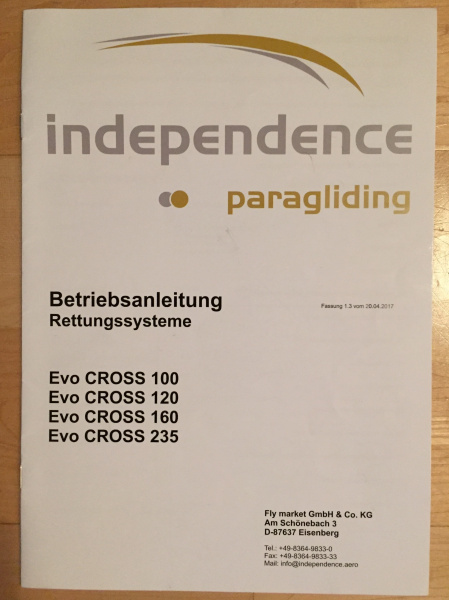 independence
paragliding
Betriebsanleitung
Fassung 1.3 vom 20.04.2017
Rettungssysteme
Evo CROSS 100
Evo CROSS 120
Evo CROSS 160
Evo CROSS 235
Fly market GmbH & Co. KG
Am Schönebach 3
D-87637 Eisenberg
Tel.: +49-8364-9833-0
Fax: +49-8364-9833-33
Mail: info@independence.aero